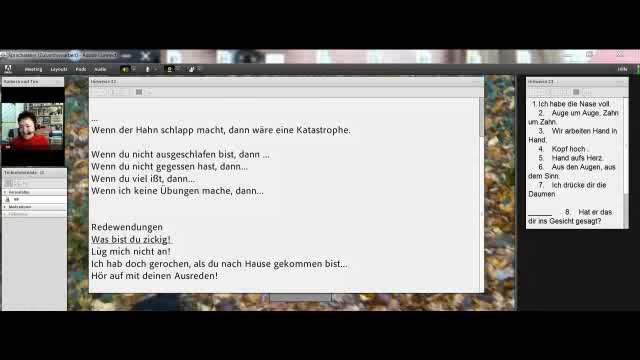 Meeting Layouts Pods Audio
Hilfe
Hinweise 22
...
Wenn der Hahn schlapp macht, dann wäre eine Katastrophe.
Wenn du nicht ausgeschlafen bist, dann ...
Wenn du nicht gegessen hast, dann...
Wenn du viel ißt, dann...
Wenn ich keine Übungen mache, dann...
Redewendungen
Was bist du zickig!
Lüg mich nicht an!
Ich hab doch gerochen, als du nach Hause gekommen bist...
Hör auf mit deinen Ausreden!
Hinweise 23
1. Ich habe die Nase voll.
2. Auge um Auge, Zahn
um Zahn.
3. Wir arbeiten Hand in
Hand.
4. Kopf hoch .
5. Hand aufs Herz.
6. Aus den Augen, aus
dem Sinn.
7. Ich drücke dir die
Daumen
_____ 8. Hat er das
dir ins Gesicht gesagt?